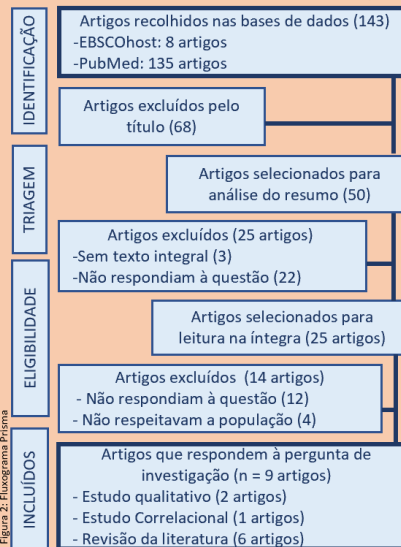 IDENTIFICAÇÃO
Artigos recolhidos nas bases de dados (143)
-EBSCOhost: 8 artigos
-PubMed: 135 artigos
Artigos excluídos pelo
título (68)
TRIAGEM
Artigos selecionados para
análise do resumo (50)
Artigos excluídos (25 artigos)
-Sem texto integral (3)
-Não respondiam à questão (22)
ELIGIBILIDADE
Artigos selecionados para
leitura na íntegra (25 artigos)
Artigos excluídos (14 artigos)
- Não respondiam à questão (12)
- Não respeitavam a população (4)
INCLUÍDOS
Artigos que respondem à pergunta de
investigação (n = 9 artigos)
- Estudo qualitativo (2 artigos)
- Estudo Correlacional (1 artigos)
- Revisão da literatura (6 artigos)
Figura 2: Fluxograma Prisma